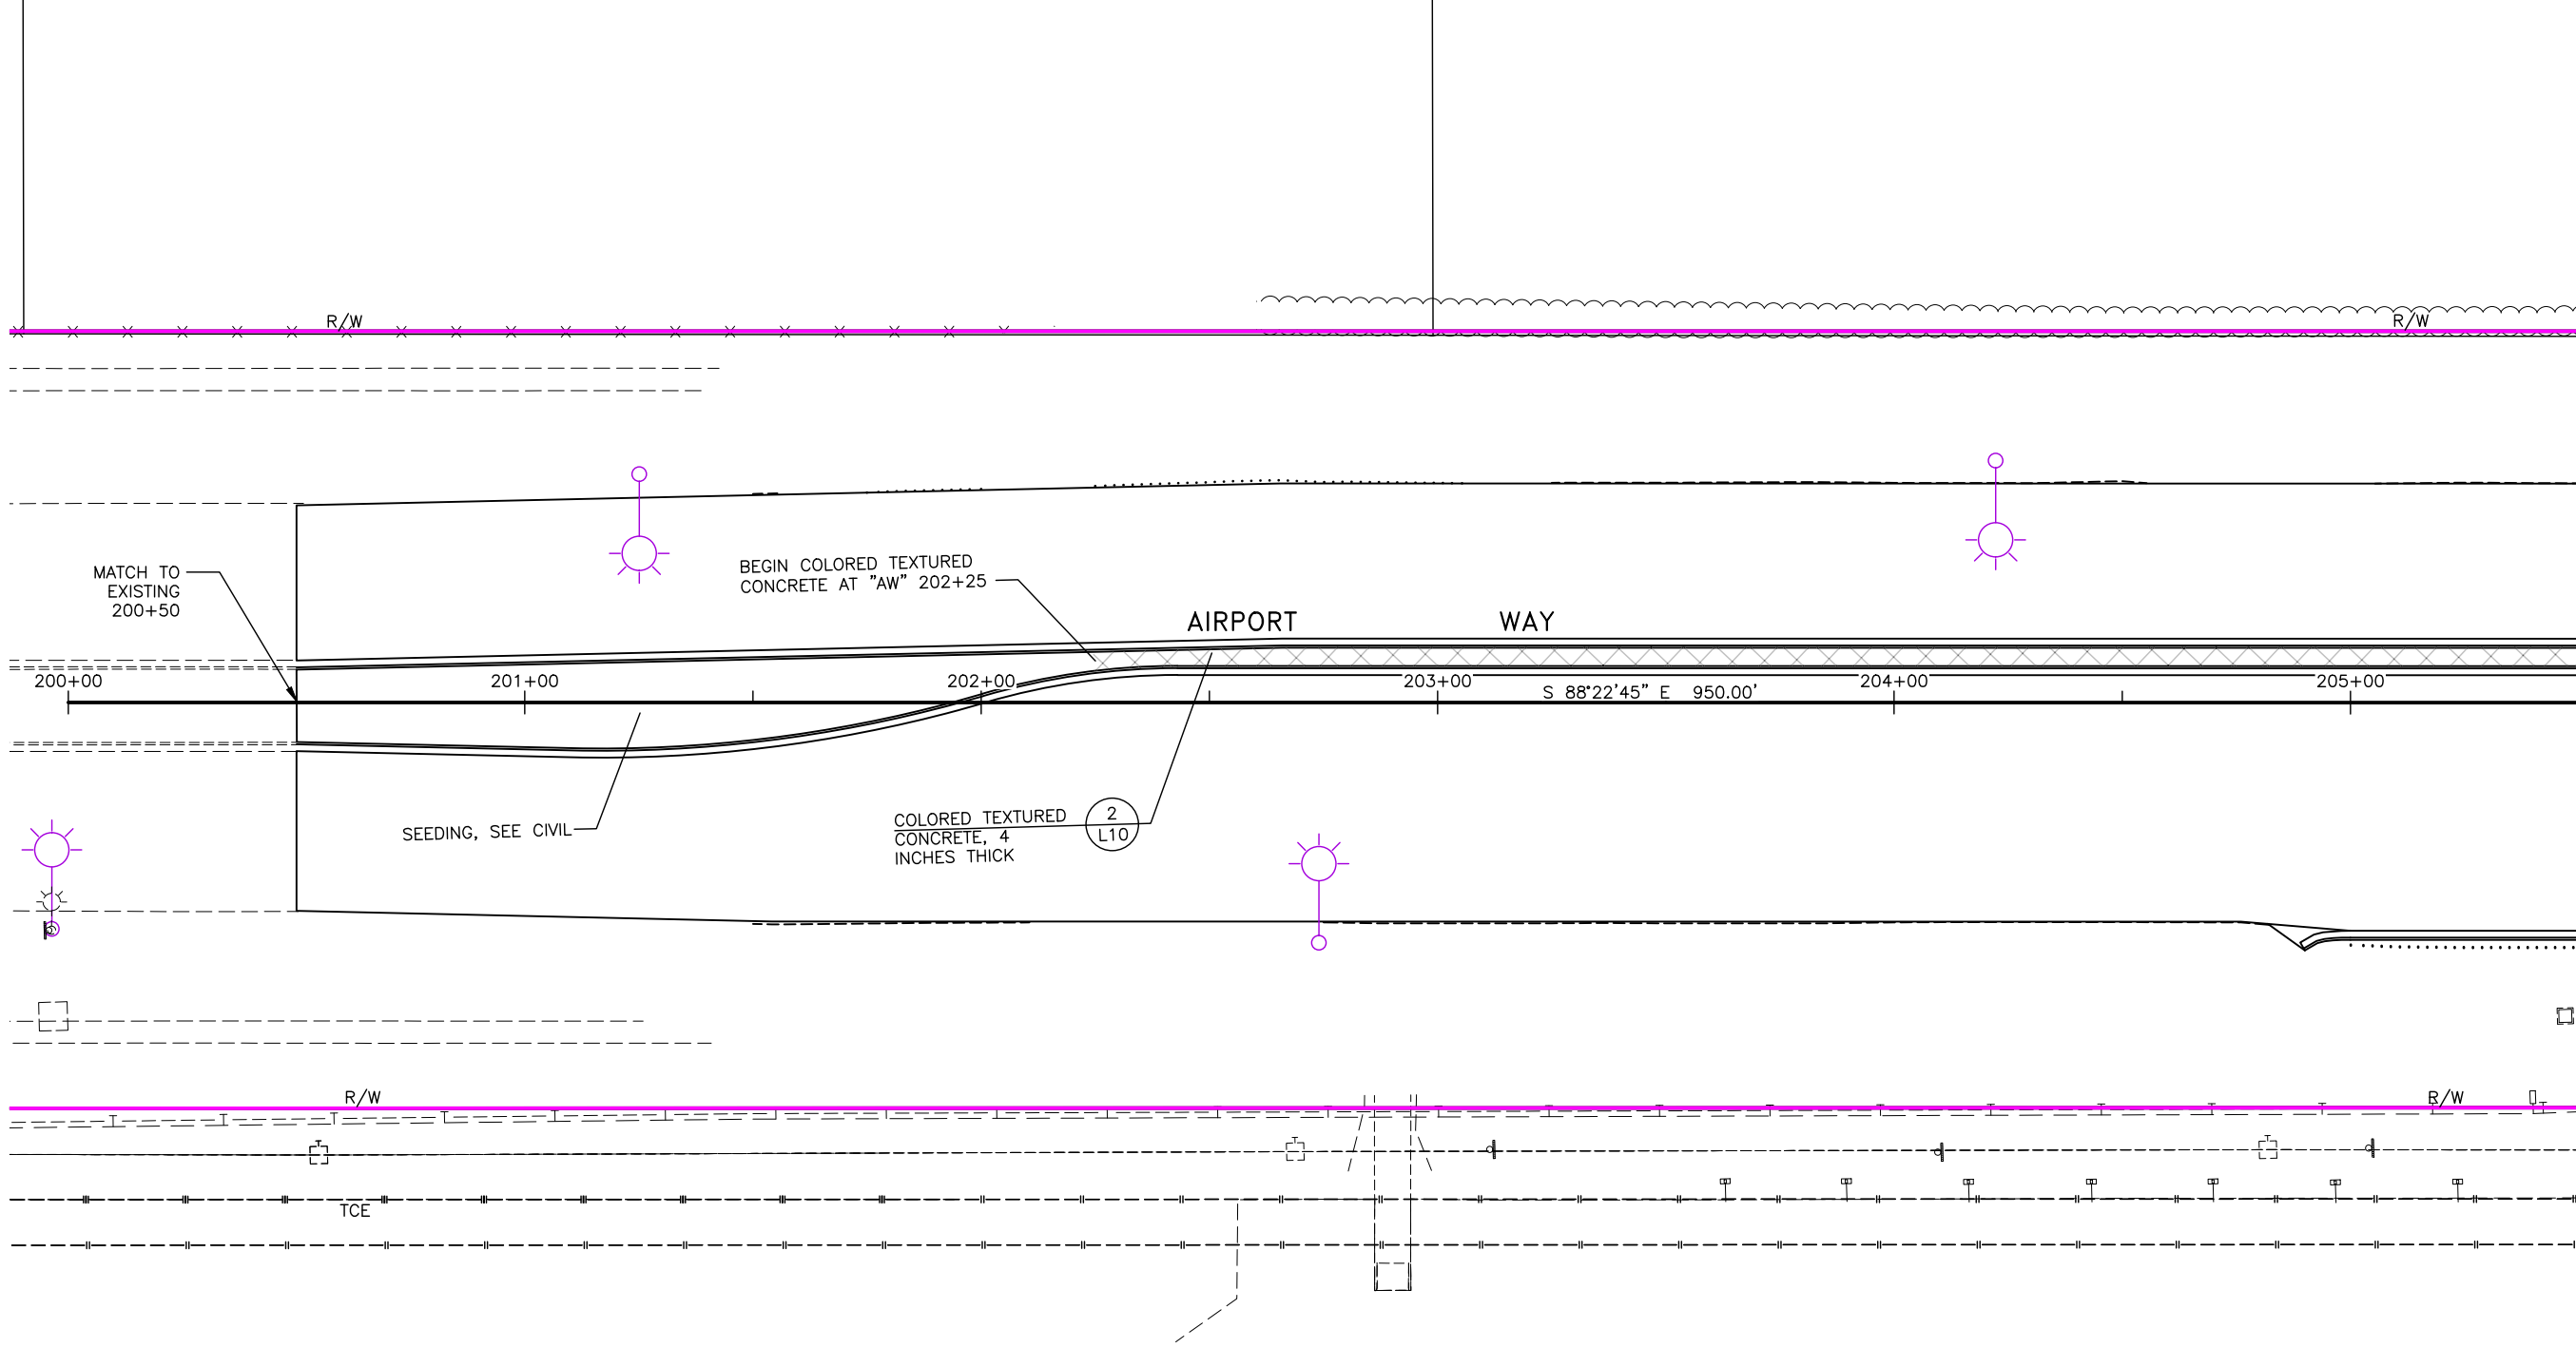 R/W
R/W
MATCH TO
EXISTING
200+50
BEGIN COLORED TEXTURED
CONCRETE AT "AW" 202+25
AIRPORT WAY
200+00
201+00
202+00
203+00
204+00
205+00
S 88°22'45" E 950.00'
SEEDING, SEE CIVIL
COLORED TEXTURED
CONCRETE, 4
INCHES THICK
2
L10
R/W
R/W
TCE